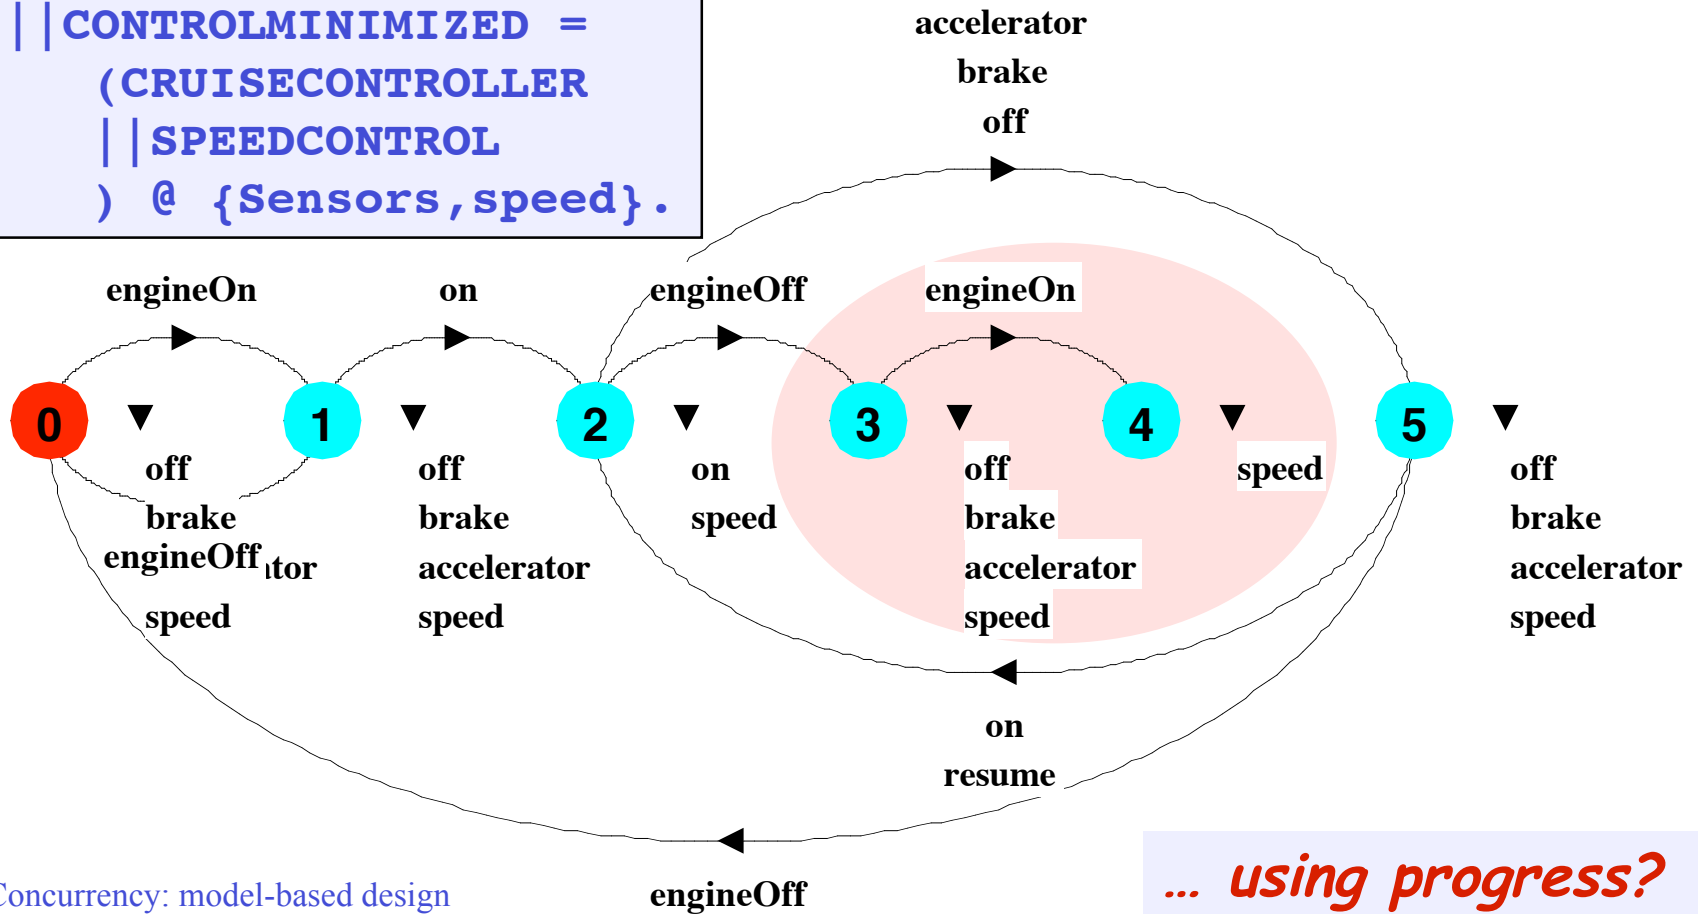 ||CONTROLMINIMIZED =
(CRUISECONTROLLER
||SPEEDCONTROL
) @ {Sensors,speed}.
accelerator
brake
off
engineOn
on
engineOff
engineOn
0
1
2
3
4
5
off
brake
engineOff
speed
off
brake
accelerator
speed
on
speed
off
brake
accelerator
speed
speed
off
brake
accelerator
speed
on
resume
engineOff
Concurrency: model-based design
... using progress?